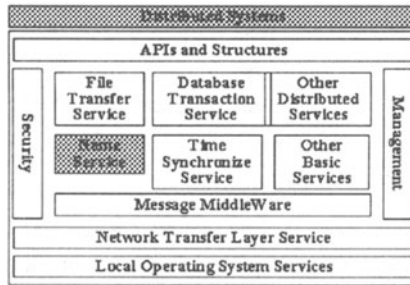 Distributed Systems
APIs and Structures
Security
File
Transfer
Service
Database
Transaction
Service
Other
Distributed
Services
Management
Name
Service
Time
Synchronize
Service
Other
Basic
Services
Message MiddleWare
Network Transfer Layer Service
Local Operating System Services